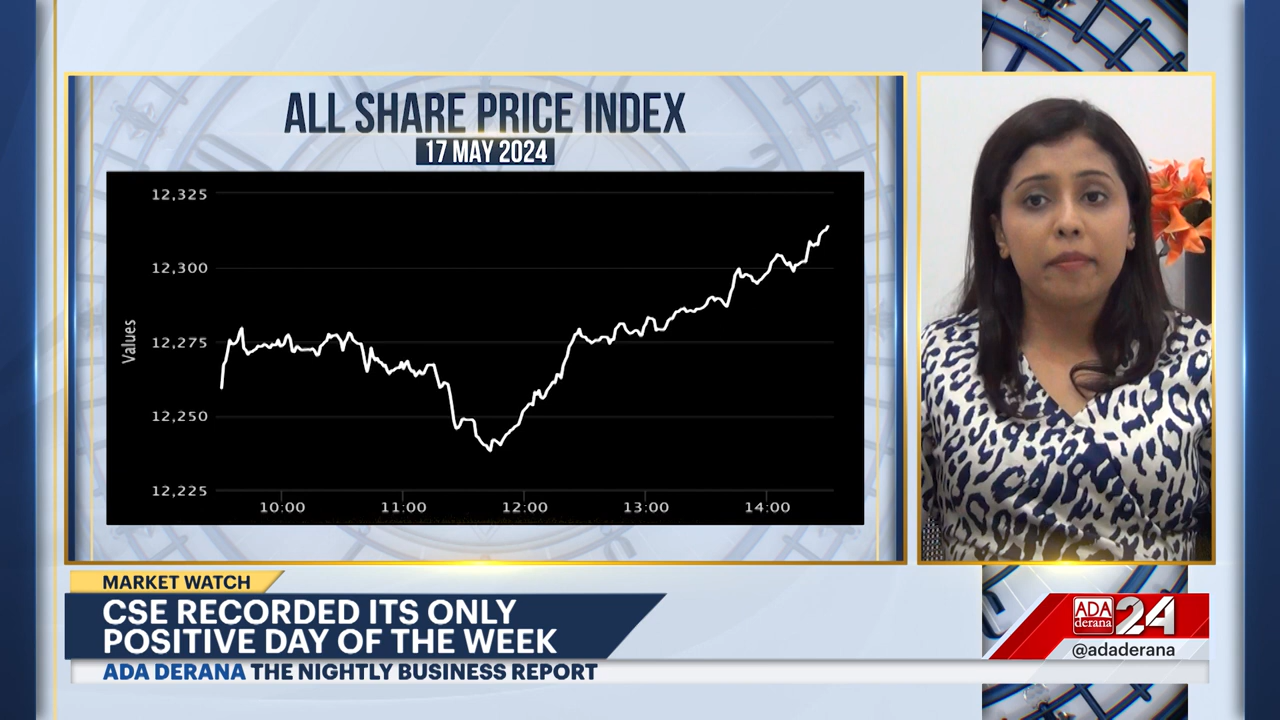 ALL SHARE PRICE INDEX
17 MAY 2024
12,325
12,300
12,275
12,250
12,225
Values
10:00 11:00 12:00 13:00 14:00
MARKET WATCH
CSE RECORDED ITS ONLY
POSITIVE DAY OF THE WEEK
ADA DERANA THE NIGHTLY BUSINESS REPORT
ADA
derana 24
@adaderana